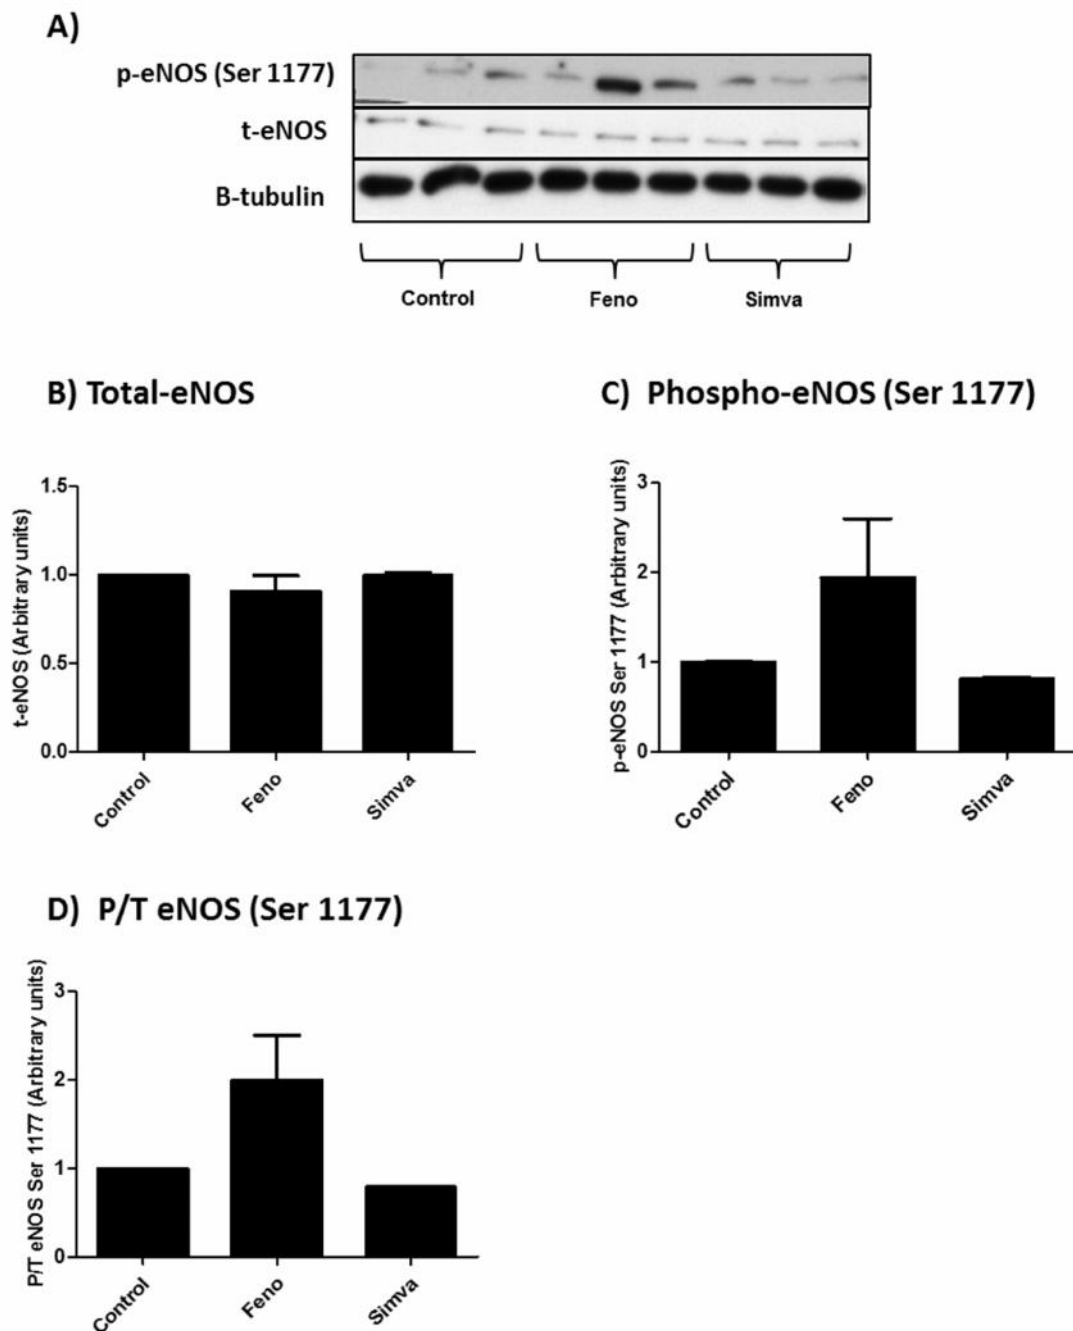 A)
p-eNOS (Ser 1177)
t-eNOS
B-tubulin
Control
Feno
Simva
B) Total-eNOS
t-eNOS (Arbitrary units)
1.5
1.0
0.5
0.0
Control
Feno
Simva
C) Phospho-eNOS (Ser 1177)
p-eNOS Ser 1177 (Arbitrary units)
3
2
1
0
Control
Feno
Simva
D) P/T eNOS (Ser 1177)
P/T eNOS Ser 1177 (Arbitrary units)
3
2
1
0
Control
Feno
Simva